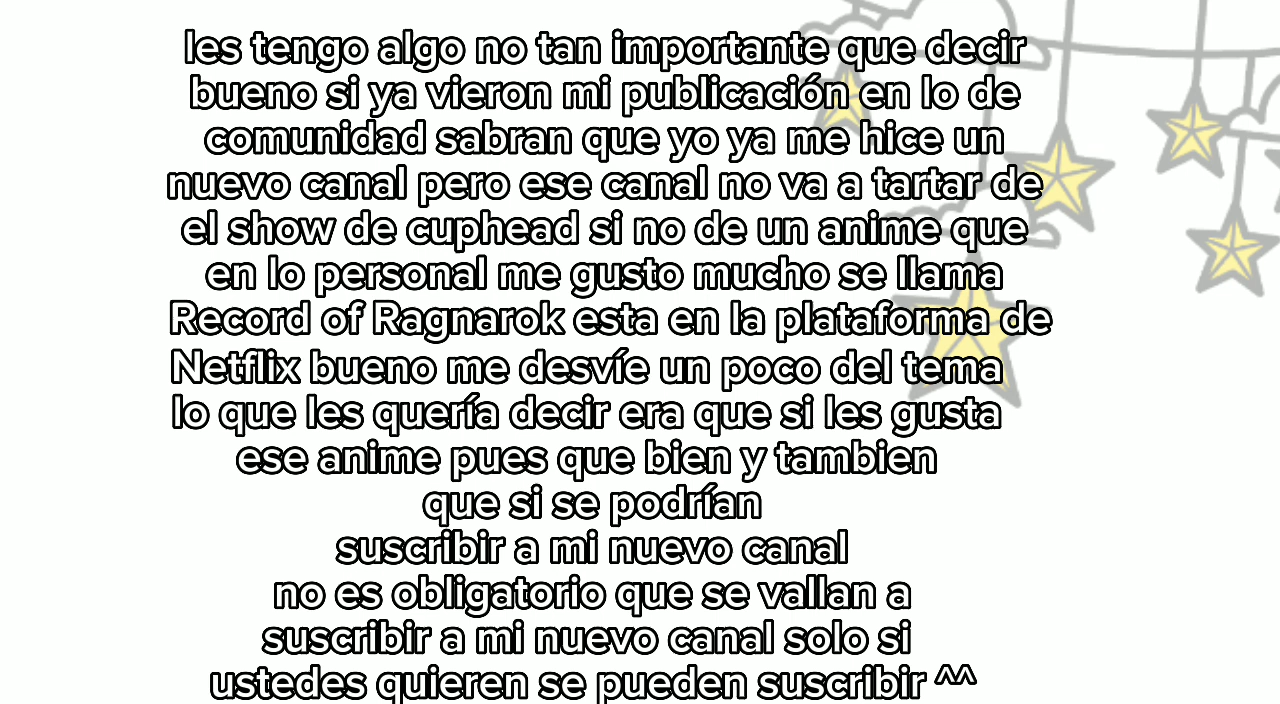 les tengo algo no tan importante que decir
bueno si ya vieron mi publicación en lo de
comunidad sabran que yo ya me hice un
nuevo canal pero ese canal no va a tartar de
el show de cuphead si no de un anime que
en lo personal me gusto mucho se llama
Record of Ragnarok esta en la plataforma de
Netflix bueno me desvíe un poco del tema
lo que les quería decir era que si les gusta
ese anime pues que bien y tambien
que si se podrían
suscribir a mi nuevo canal
no es obligatorio que se vallan a
suscribir a mi nuevo canal solo si
ustedes quieren se pueden suscribir ^^